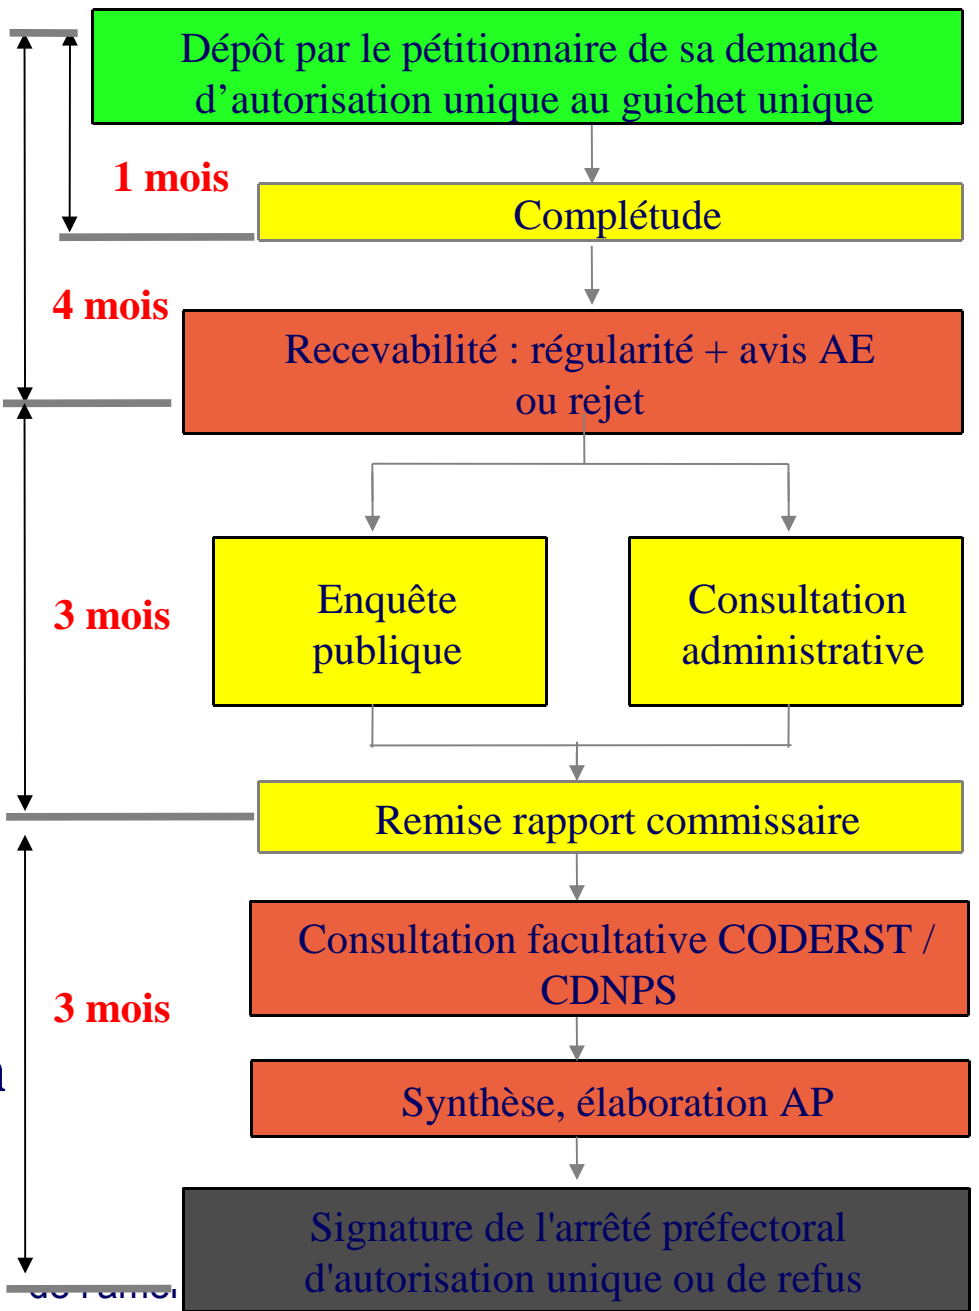 Dépôt par le pétitionnaire de sa demande
d’autorisation unique au guichet unique
1 mois
Complétude
4 mois
Recevabilité : régularité + avis AE
ou rejet
3 mois
Enquête
publique
Consultation
administrative
Remise rapport commissaire
Consultation facultative CODERST /
CDNPS
3 mois
Synthèse, élaboration AP
Signature de l'arrêté préfectoral
d'autorisation unique ou de refus